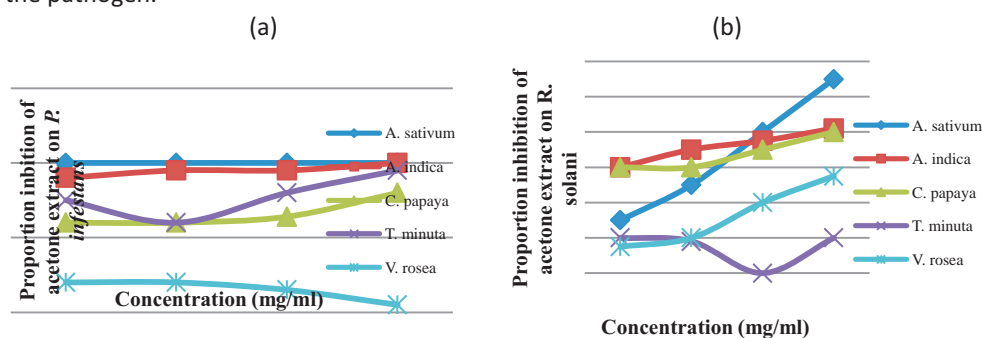 the pathogen.
(a)
Proportion inhibition of
acetone extract on P.
infestans
A. sativum
A. indica
C. papaya
T. minuta
V. rosea
Concentration (mg/ml)
(b)
Proportion inhibition of
acetone extract on R.
solani
A. sativum
A. indica
C. papaya
T. minuta
V. rosea
Concentration (mg/ml)